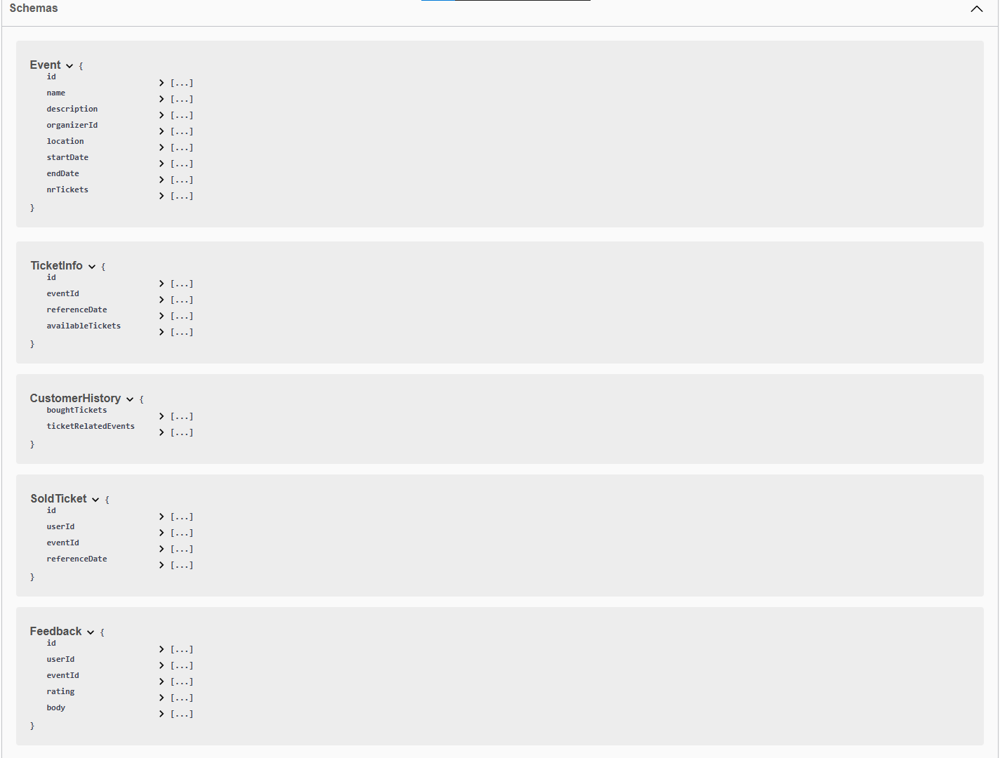 Schemas
Event {
id [...]
name [...]
description [...]
organizerId [...]
location [...]
startDate [...]
endDate [...]
nrTickets [...]
}
TicketInfo {
id [...]
eventId [...]
referenceDate [...]
availableTickets [...]
}
CustomerHistory {
boughtTickets [...]
ticketRelatedEvents [...]
}
SoldTicket {
id [...]
userId [...]
eventId [...]
referenceDate [...]
}
Feedback {
id [...]
userId [...]
eventId [...]
rating [...]
body [...]
}